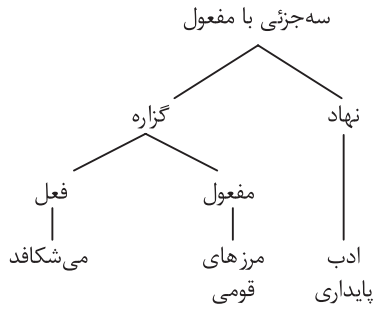 سه‌جزئی با مفعول
نهاد
گزاره
مفعول
فعل
ادب
پایداری
مرزهای
قومی
می‌شکافد